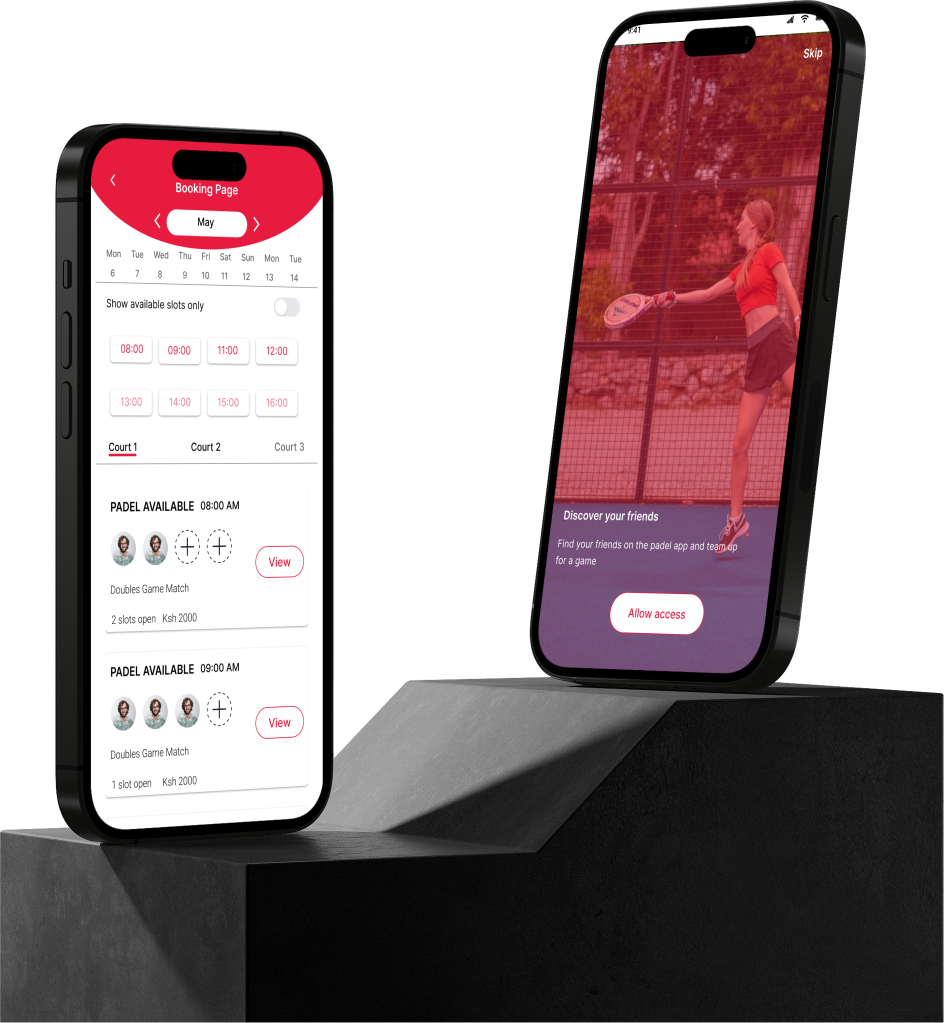 Booking Page
May
Mon Tue Wed Thu Fri Sat Sun Mon Tue
6 7 8 9 10 11 12 13 14
Show available slots only
08:00 09:00 11:00 12:00
13:00 14:00 15:00 16:00
Court 1 Court 2 Court 3
PADEL AVAILABLE 08:00 AM
View
Doubles Game Match
2 slots open Ksh 2000
PADEL AVAILABLE 09:00 AM
View
Doubles Game Match
1 slot open Ksh 2000
9:41
Skip
Discover your friends
Find your friends on the padel app and team up
for a game
Allow access